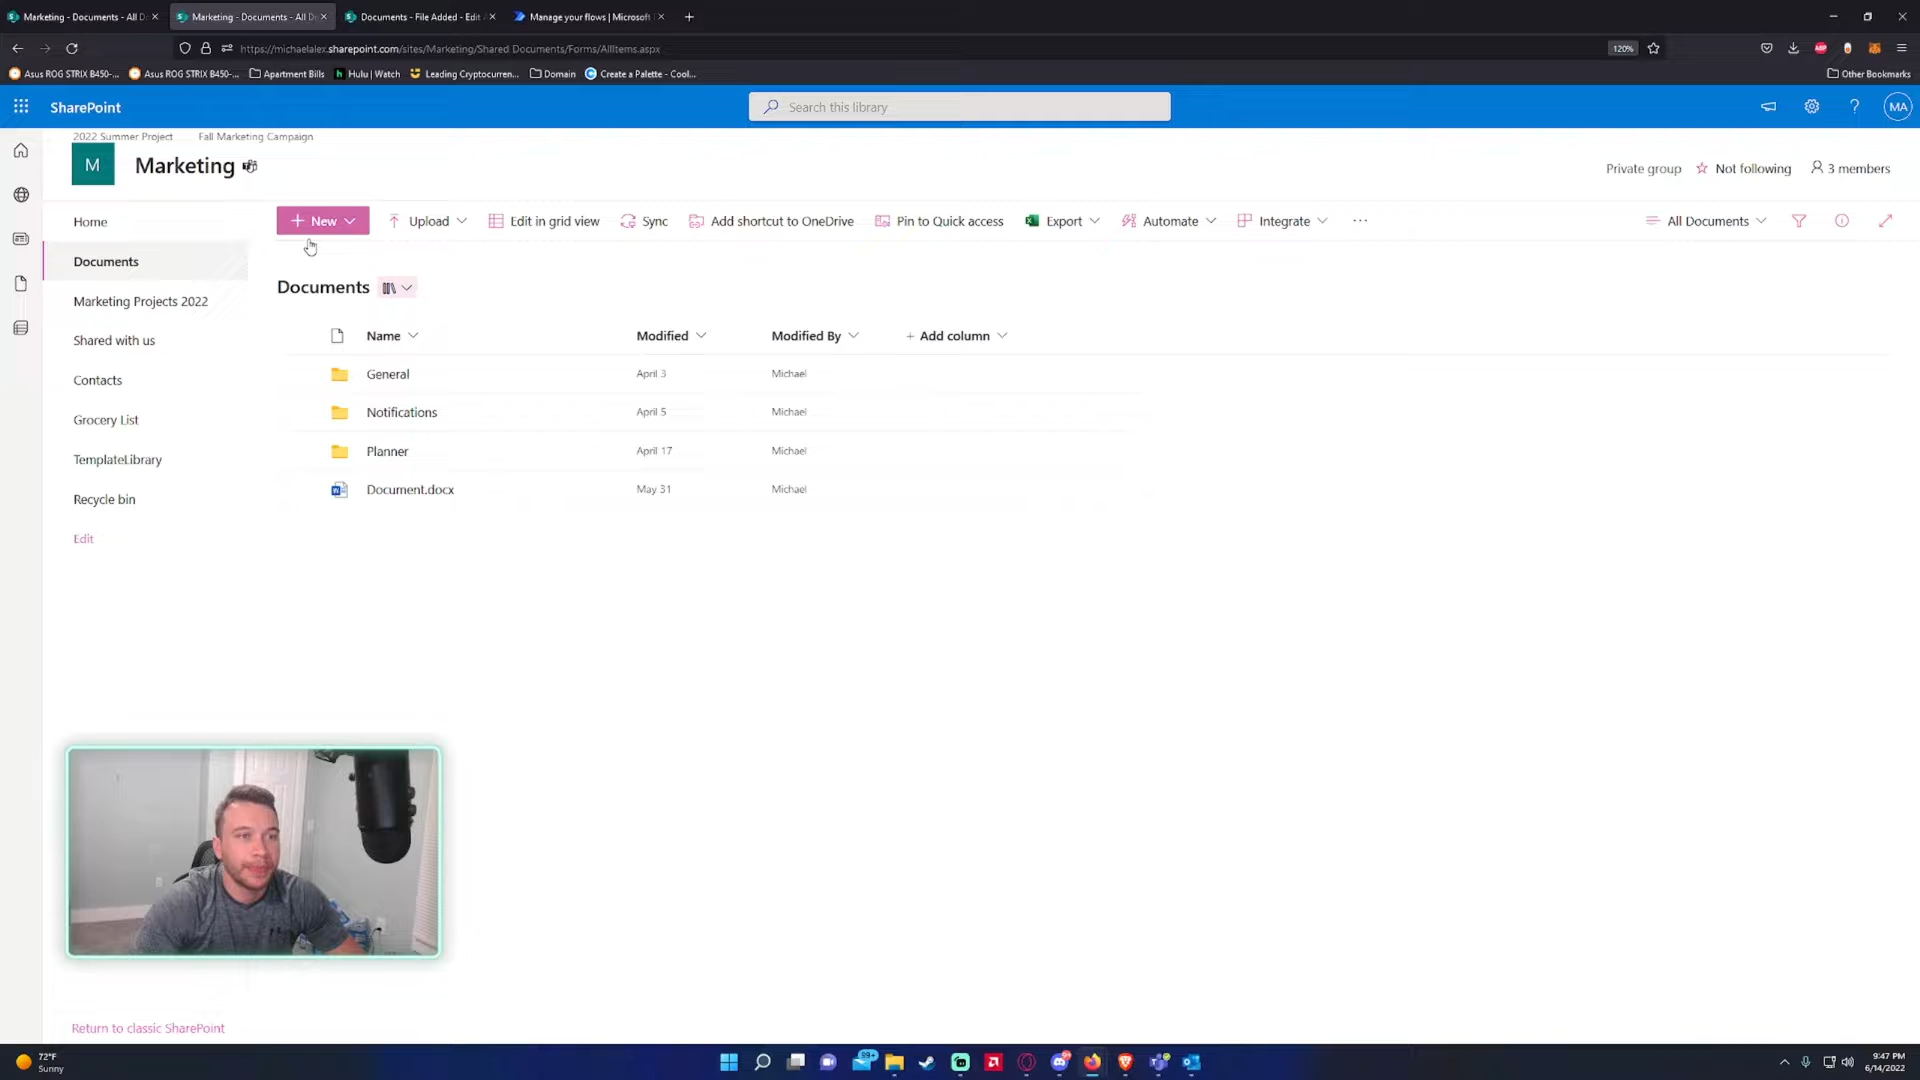 Marketing - Documents - All D
Marketing - Documents - All D
Documents - File Added - Edit
Manage your flows | Microsoft
https://michaelalex.sharepoint.com/sites/Marketing/Shared Documents/Forms/AllItems.aspx
120%
Asus ROG STRIX B450-...
Asus ROG STRIX B450-...
Apartment Bills
Hulu | Watch
Leading Cryptocurren...
Domain
Create a Palette - Cool...
Other Bookmarks
SharePoint
Search this library
MA
2022 Summer Project
Fall Marketing Campaign
M
Marketing
Private group
Not following
3 members
Home
Documents
Marketing Projects 2022
Shared with us
Contacts
Grocery List
TemplateLibrary
Recycle bin
Edit
New
Upload
Edit in grid view
Sync
Add shortcut to OneDrive
Pin to Quick access
Export
Automate
Integrate
All Documents
Documents
Name Modified Modified By + Add column
General April 3 Michael
Notifications April 5 Michael
Planner April 17 Michael
Document.docx May 31 Michael
Return to classic SharePoint
72°F
Sunny
99+
9:47 PM
6/14/2022